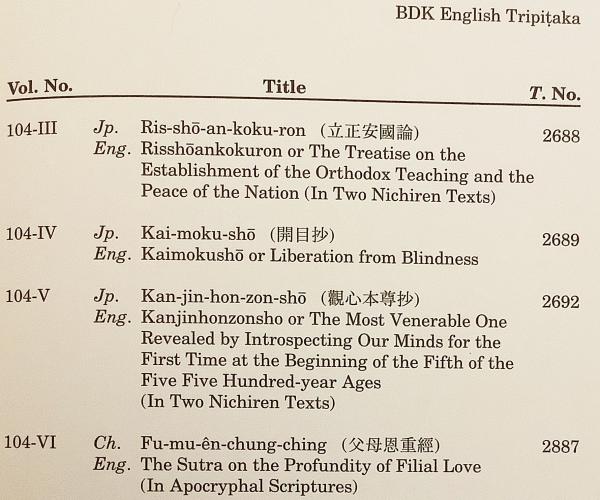 BDK English Tripiṭaka
Vol. No. Title T. No.
104-III Jp. Ris-shō-an-koku-ron (立正安國論) 2688
Eng. Risshōankokuron or The Treatise on the
Establishment of the Orthodox Teaching and the
Peace of the Nation (In Two Nichiren Texts)
104-IV Jp. Kai-moku-shō (開目抄) 2689
Eng. Kaimokushō or Liberation from Blindness
104-V Jp. Kan-jin-hon-zon-shō (觀心本尊抄) 2692
Eng. Kanjinhonzonsho or The Most Venerable One
Revealed by Introspecting Our Minds for the
First Time at the Beginning of the Fifth of the
Five Five Hundred-year Ages
(In Two Nichiren Texts)
104-VI Ch. Fu-mu-ên-chung-ching (父母恩重經) 2887
Eng. The Sutra on the Profundity of Filial Love
(In Apocryphal Scriptures)